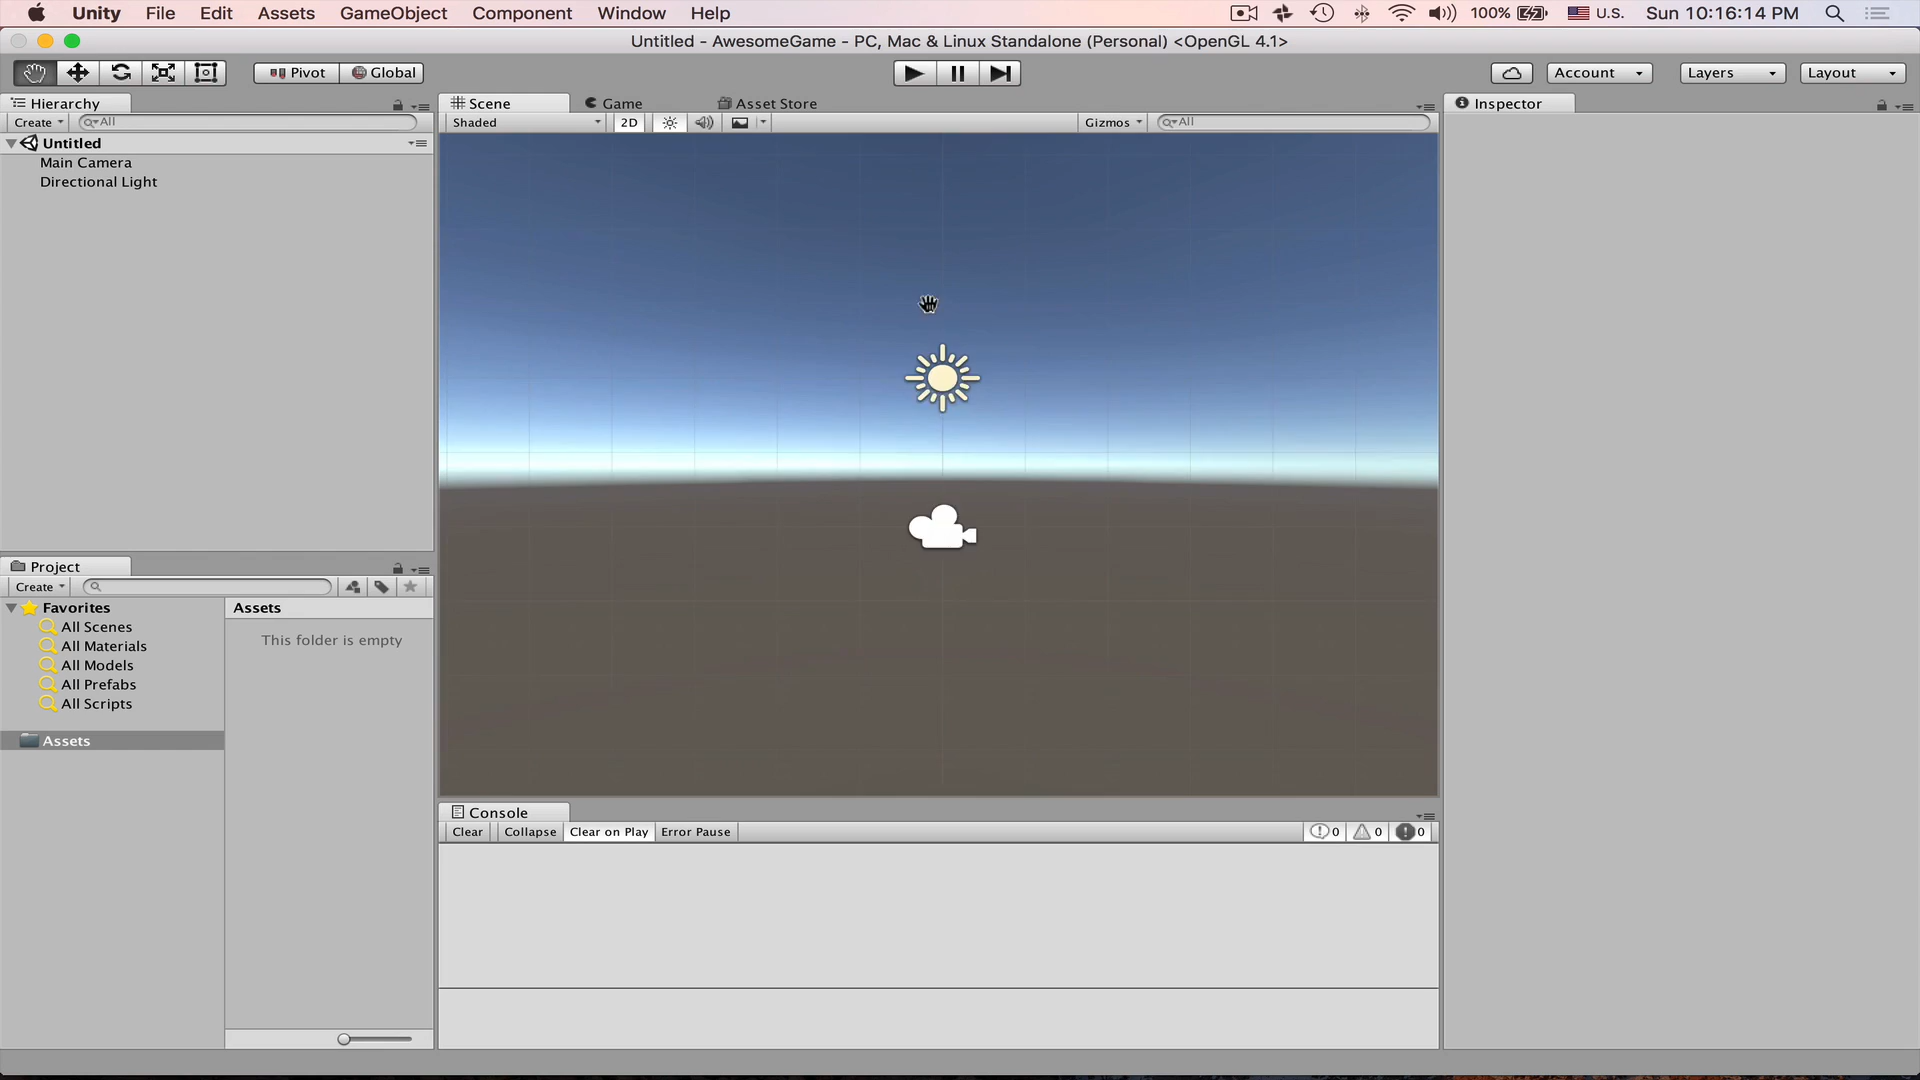 Unity File Edit Assets GameObject Component Window Help 100% U.S. Sun 10:16:14 PM
Untitled - AwesomeGame - PC, Mac & Linux Standalone (Personal) <OpenGL 4.1>
Pivot Global Account Layers Layout
Hierarchy
Create All
Untitled
Main Camera
Directional Light
Scene Game Asset Store
Shaded 2D Gizmos All
Inspector
Project
Create
Favorites
All Scenes
All Materials
All Models
All Prefabs
All Scripts
Assets
Assets
This folder is empty
Console
Clear Collapse Clear on Play Error Pause 0 0 0